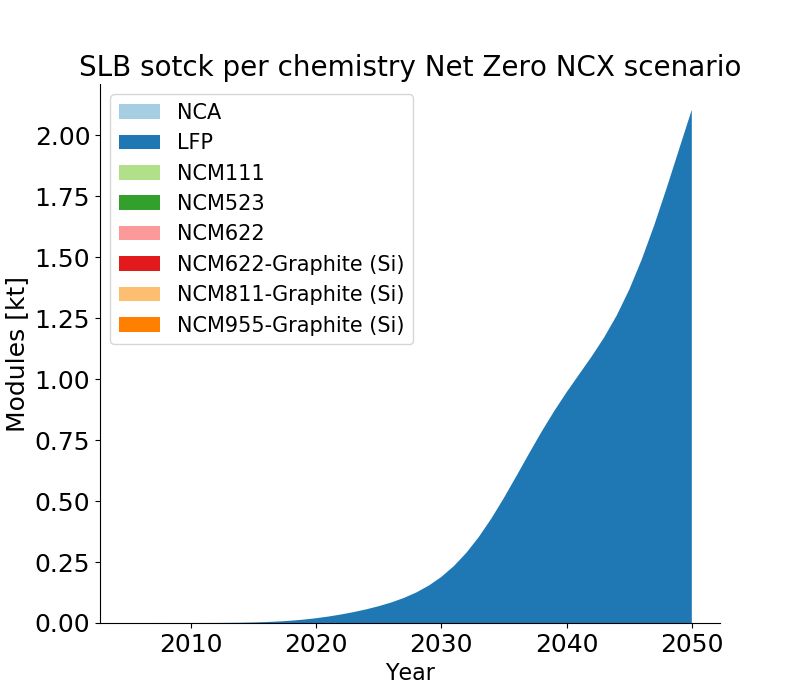 SLB sotck per chemistry Net Zero NCX scenario
NCA
LFP
NCM111
NCM523
NCM622
NCM622-Graphite (Si)
NCM811-Graphite (Si)
NCM955-Graphite (Si)
Modules [kt]
2.00
1.75
1.50
1.25
1.00
0.75
0.50
0.25
0.00
2010 2020 2030 2040 2050
Year